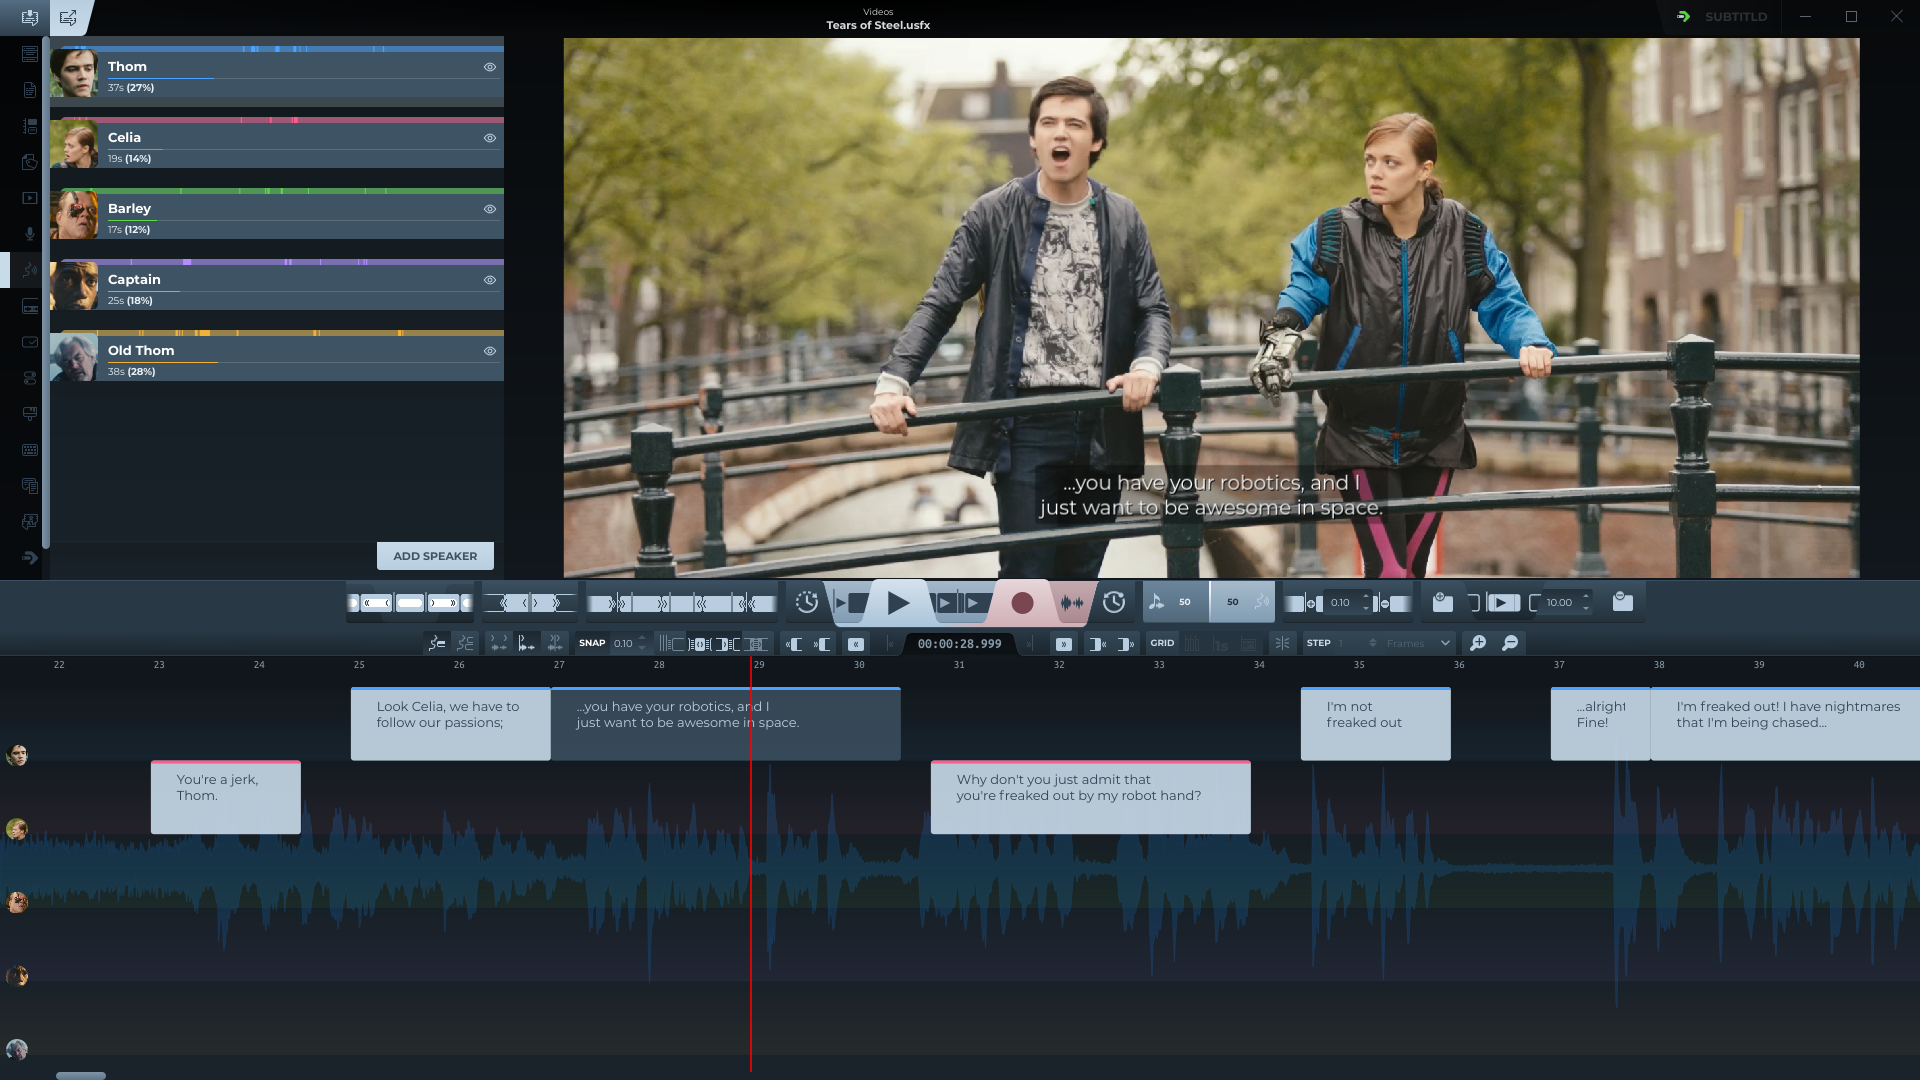 Videos
Tears of Steel.usfx
SUBTITLD
Thom
37s (27%)
Celia
19s (14%)
Barley
17s (12%)
Captain
25s (18%)
Old Thom
38s (28%)
ADD SPEAKER
...you have your robotics, and I
just want to be awesome in space.
50 50 0.10 10.00
SNAP 0.10 00:00:28.999 GRID STEP 1 Frames
22 23 24 25 26 27 28 29 30 31 32 33 34 35 36 37 38 39 40
Look Celia, we have to
follow our passions;
...you have your robotics, and I
just want to be awesome in space.
I'm not
freaked out
...alright
Fine!
I'm freaked out! I have nightmares
that I'm being chased...
You're a jerk,
Thom.
Why don't you just admit that
you're freaked out by my robot hand?